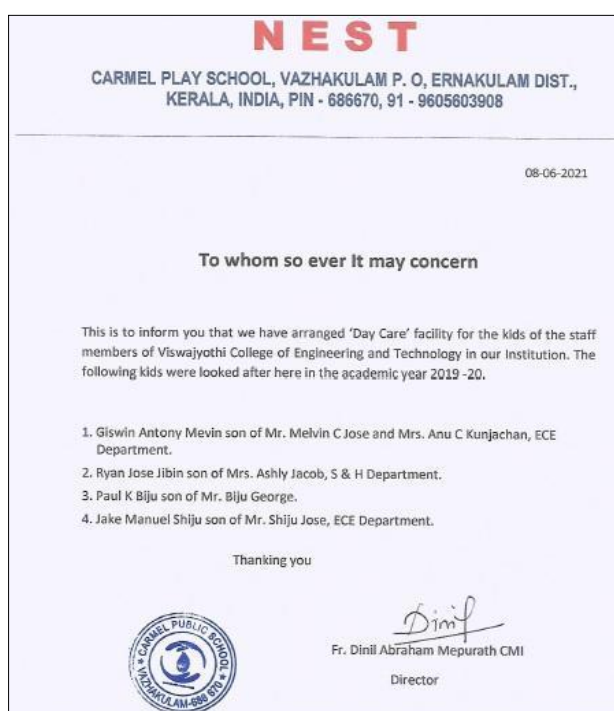 NEST
CARMEL PLAY SCHOOL, VAZHAKULAM P. O, ERNAKULAM DIST.,
KERALA, INDIA, PIN - 686670, 91 - 9605603908
08-06-2021
To whom so ever It may concern
This is to inform you that we have arranged 'Day Care' facility for the kids of the staff
members of Viswajyothi College of Engineering and Technology in our Institution. The
following kids were looked after here in the academic year 2019 -20.
1. Giswin Antony Mevin son of Mr. Melvin C Jose and Mrs. Anu C Kunjachan, ECE
Department.
2. Ryan Jose Jibin son of Mrs. Ashly Jacob, S & H Department.
3. Paul K Biju son of Mr. Biju George.
4. Jake Manuel Shiju son of Mr. Shiju Jose, ECE Department.
Thanking you
Dinil
Fr. Dinil Abraham Mepurath CMI
Director
CARMEL PUBLIC SCHOOL
VAZHAKULAM-686 670